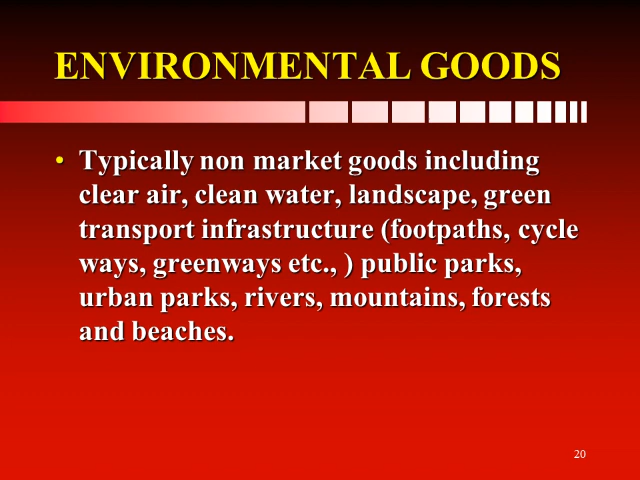 ENVIRONMENTAL GOODS
• Typically non market goods including
clear air, clean water, landscape, green
transport infrastructure (footpaths, cycle
ways, greenways etc., ) public parks,
urban parks, rivers, mountains, forests
and beaches.
20